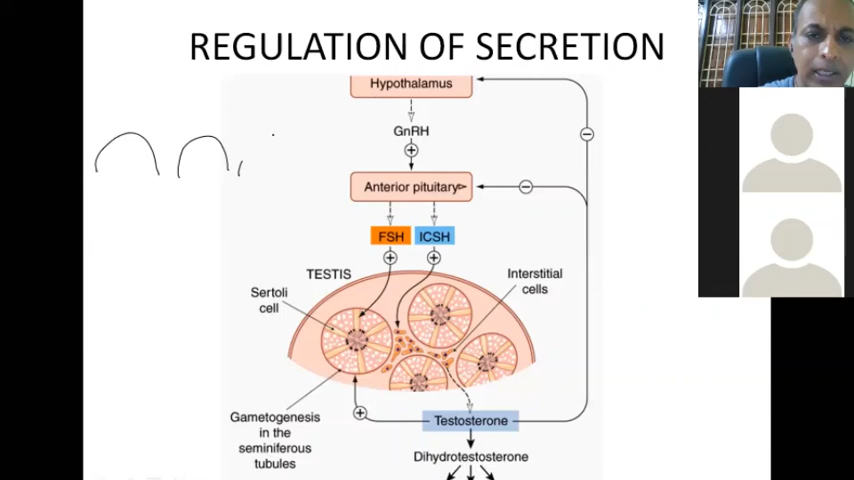 REGULATION OF SECRETION
Hypothalamus
GnRH
+
Anterior pituitary
−
−
FSH
ICSH
+
+
TESTIS
Interstitial
cells
Sertoli
cell
Gametogenesis
in the
seminiferous
tubules
+
Testosterone
Dihydrotestosterone